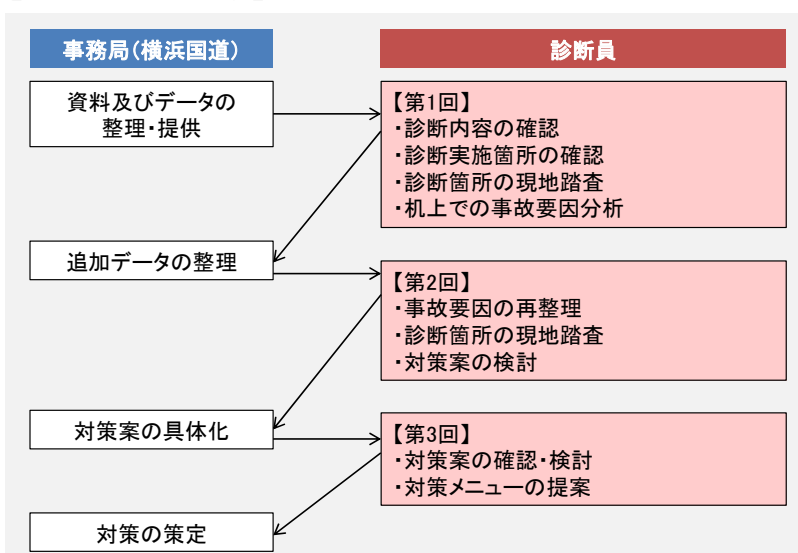 事務局(横浜国道)
診断員
資料及びデータの
整理・提供
【第1回】
・診断内容の確認
・診断実施箇所の確認
・診断箇所の現地踏査
・机上での事故要因分析
追加データの整理
【第2回】
・事故要因の再整理
・診断箇所の現地踏査
・対策案の検討
対策案の具体化
【第3回】
・対策案の確認・検討
・対策メニューの提案
対策の策定